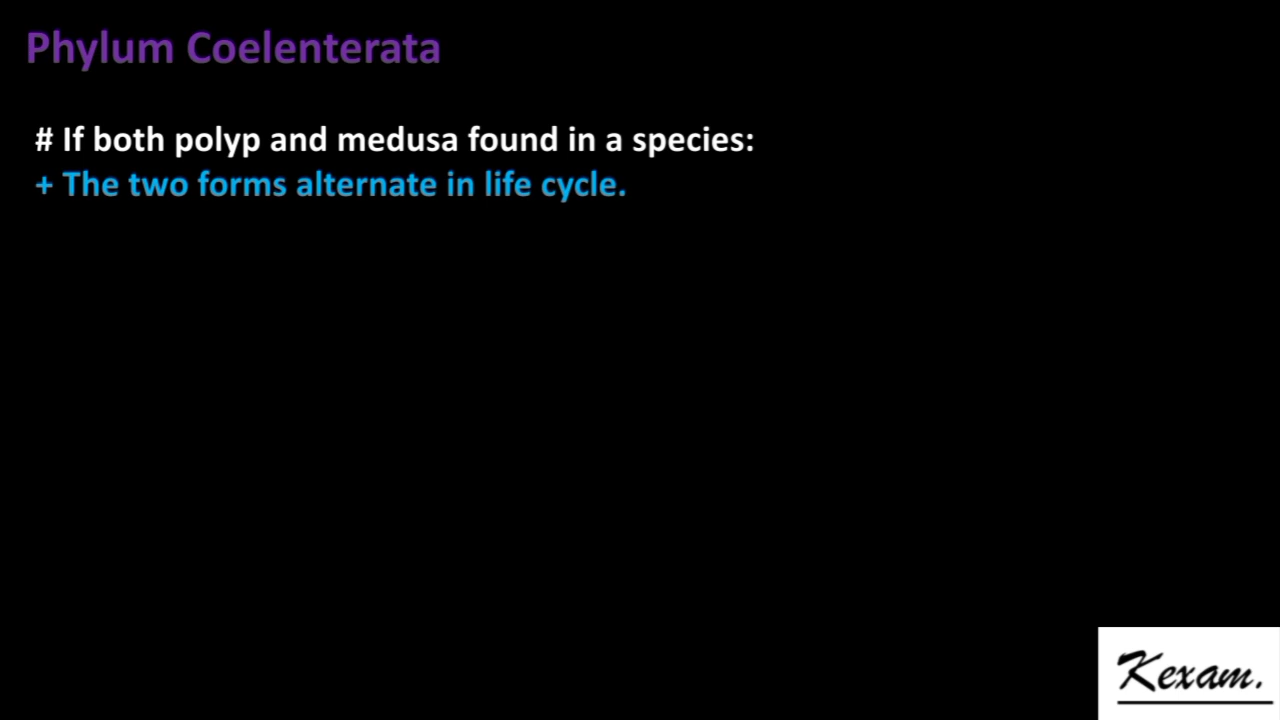 Phylum Coelenterata
# If both polyp and medusa found in a species:
+ The two forms alternate in life cycle.
Kexam.